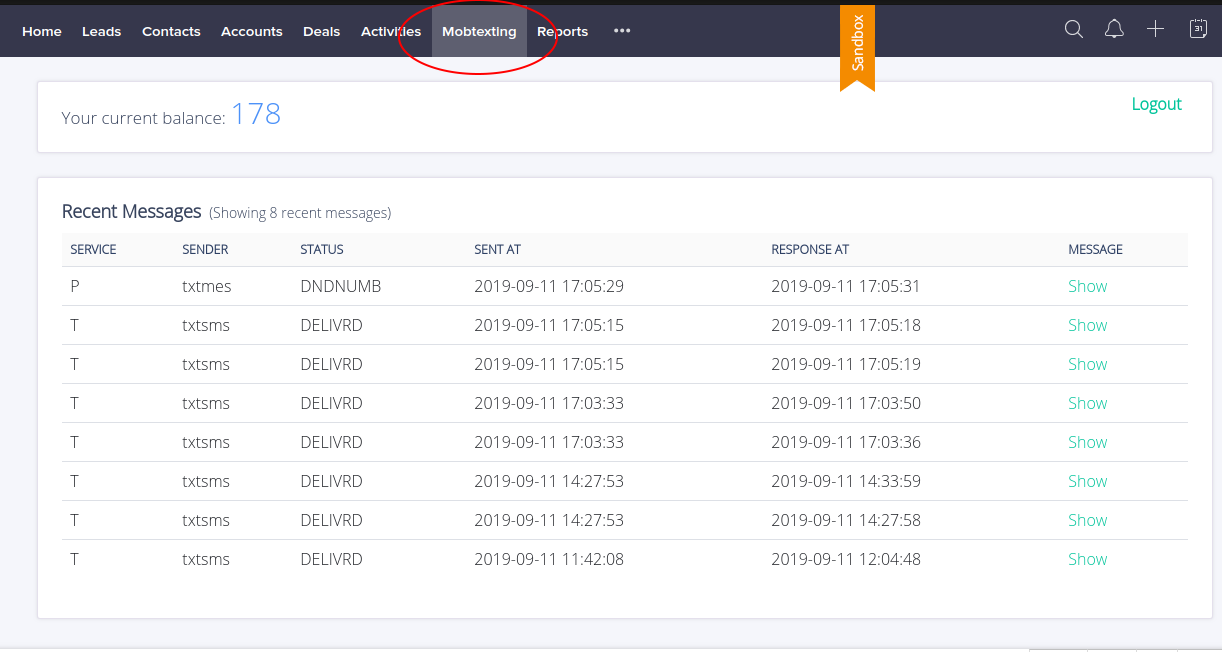 Home Leads Contacts Accounts Deals Activities Mobtexting Reports ••• Sandbox 31
Your current balance: 178 Logout
Recent Messages (Showing 8 recent messages)
SERVICE SENDER STATUS SENT AT RESPONSE AT MESSAGE
P txtmes DNDNUMB 2019-09-11 17:05:29 2019-09-11 17:05:31 Show
T txtsms DELIVRD 2019-09-11 17:05:15 2019-09-11 17:05:18 Show
T txtsms DELIVRD 2019-09-11 17:05:15 2019-09-11 17:05:19 Show
T txtsms DELIVRD 2019-09-11 17:03:33 2019-09-11 17:03:50 Show
T txtsms DELIVRD 2019-09-11 17:03:33 2019-09-11 17:03:36 Show
T txtsms DELIVRD 2019-09-11 14:27:53 2019-09-11 14:33:59 Show
T txtsms DELIVRD 2019-09-11 14:27:53 2019-09-11 14:27:58 Show
T txtsms DELIVRD 2019-09-11 11:42:08 2019-09-11 12:04:48 Show